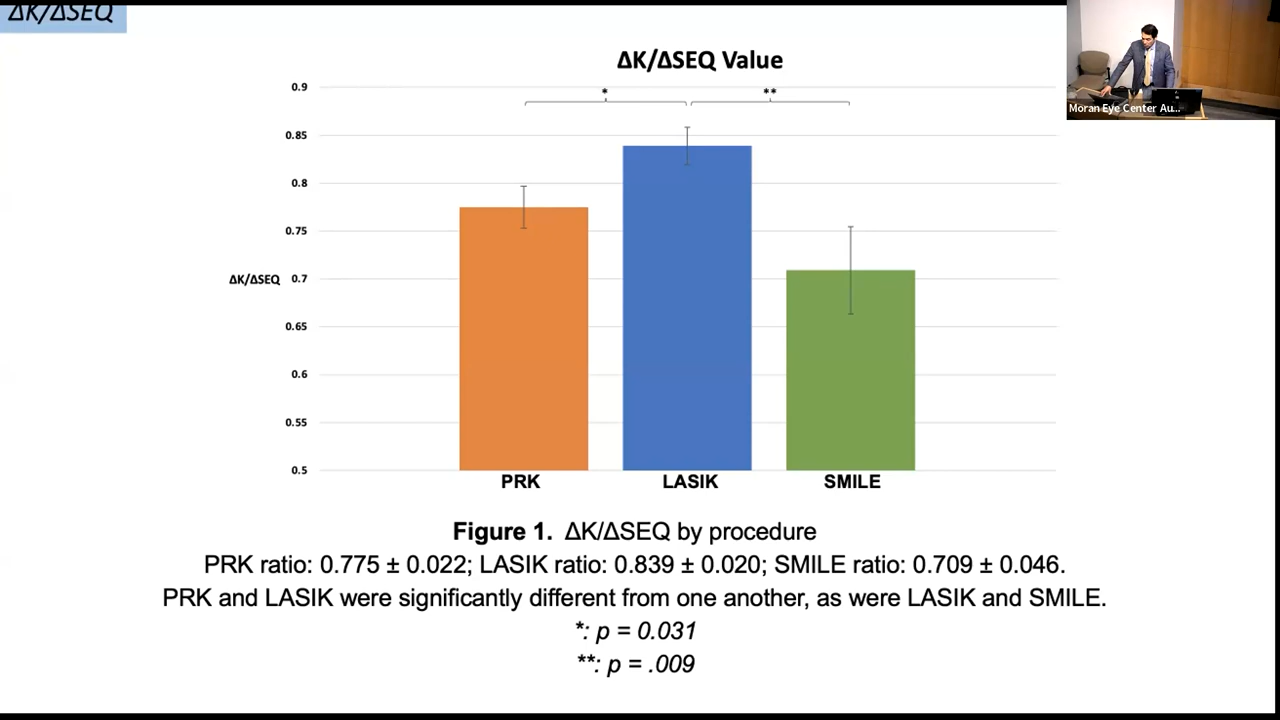 ΔK/ΔSEQ
ΔK/ΔSEQ Value
Moran Eye Center Au...
0.9
* **
0.85
0.8
0.75
ΔK/ΔSEQ 0.7
0.65
0.6
0.55
0.5
PRK LASIK SMILE
Figure 1. ΔK/ΔSEQ by procedure
PRK ratio: 0.775 ± 0.022; LASIK ratio: 0.839 ± 0.020; SMILE ratio: 0.709 ± 0.046.
PRK and LASIK were significantly different from one another, as were LASIK and SMILE.
*: p = 0.031
**: p = .009